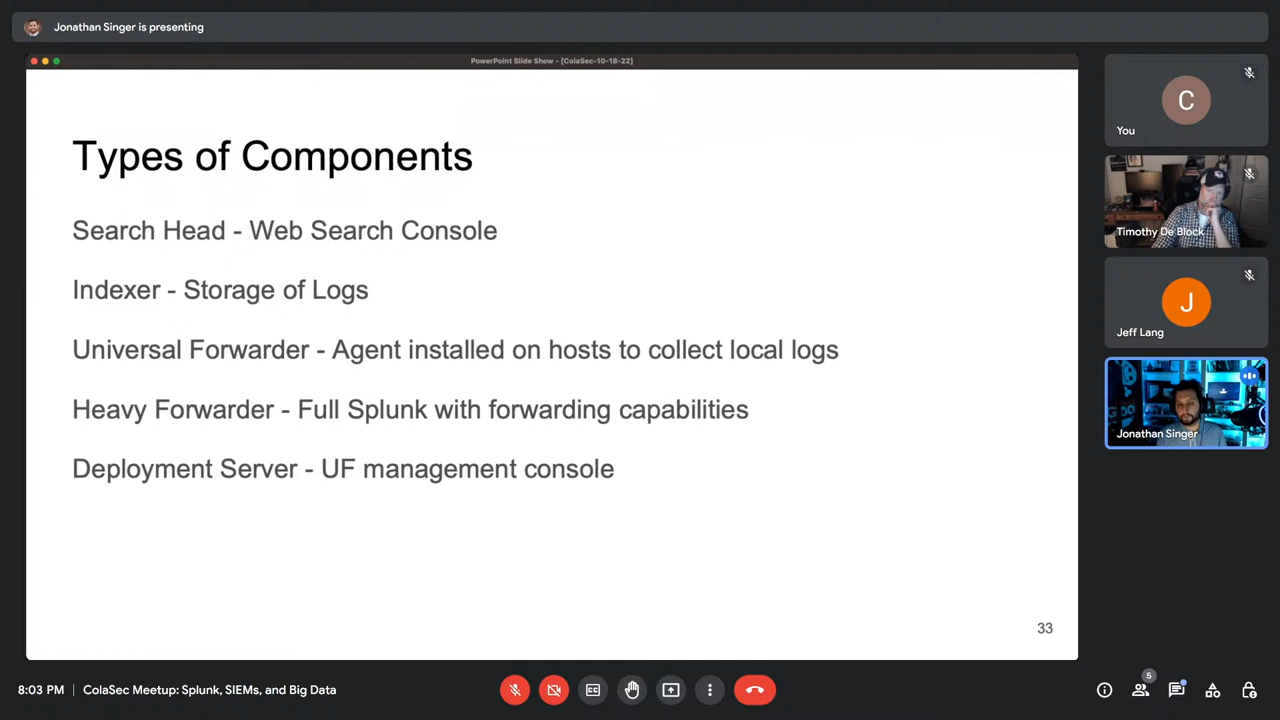 Jonathan Singer is presenting
PowerPoint Slide Show - [ColaSec-10-18-22]
Types of Components
Search Head - Web Search Console
Indexer - Storage of Logs
Universal Forwarder - Agent installed on hosts to collect local logs
Heavy Forwarder - Full Splunk with forwarding capabilities
Deployment Server - UF management console
33
C
You
Timothy De Block
J
Jeff Lang
Jonathan Singer
8:03 PM | ColaSec Meetup: Splunk, SIEMs, and Big Data
CC
5